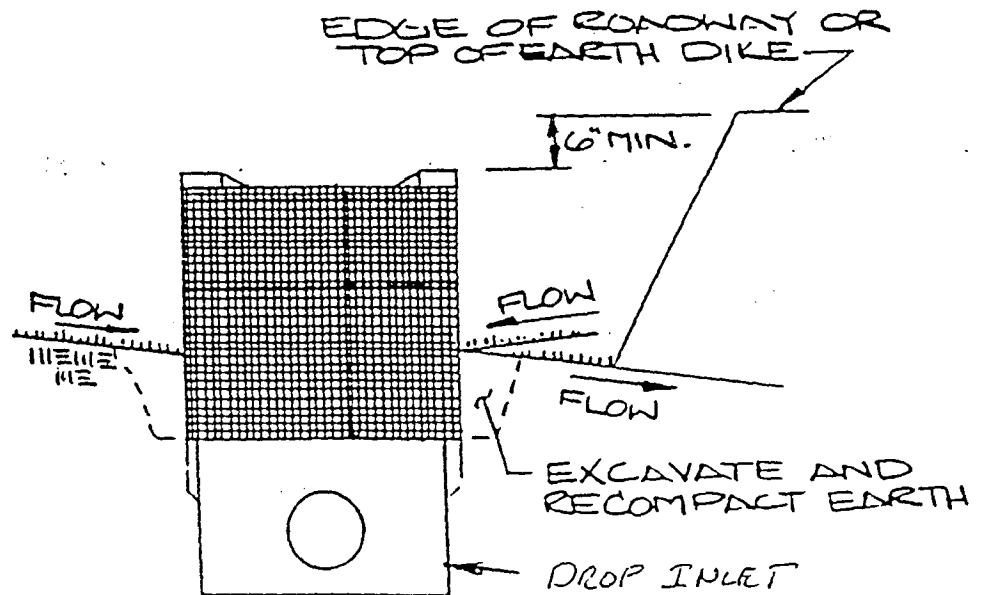 EDGE OF ROADWAY OR
TOP OF EARTH DIKE
6" MIN.
FLOW
FLOW
FLOW
EXCAVATE AND
RECOMPACT EARTH
DROP INLET